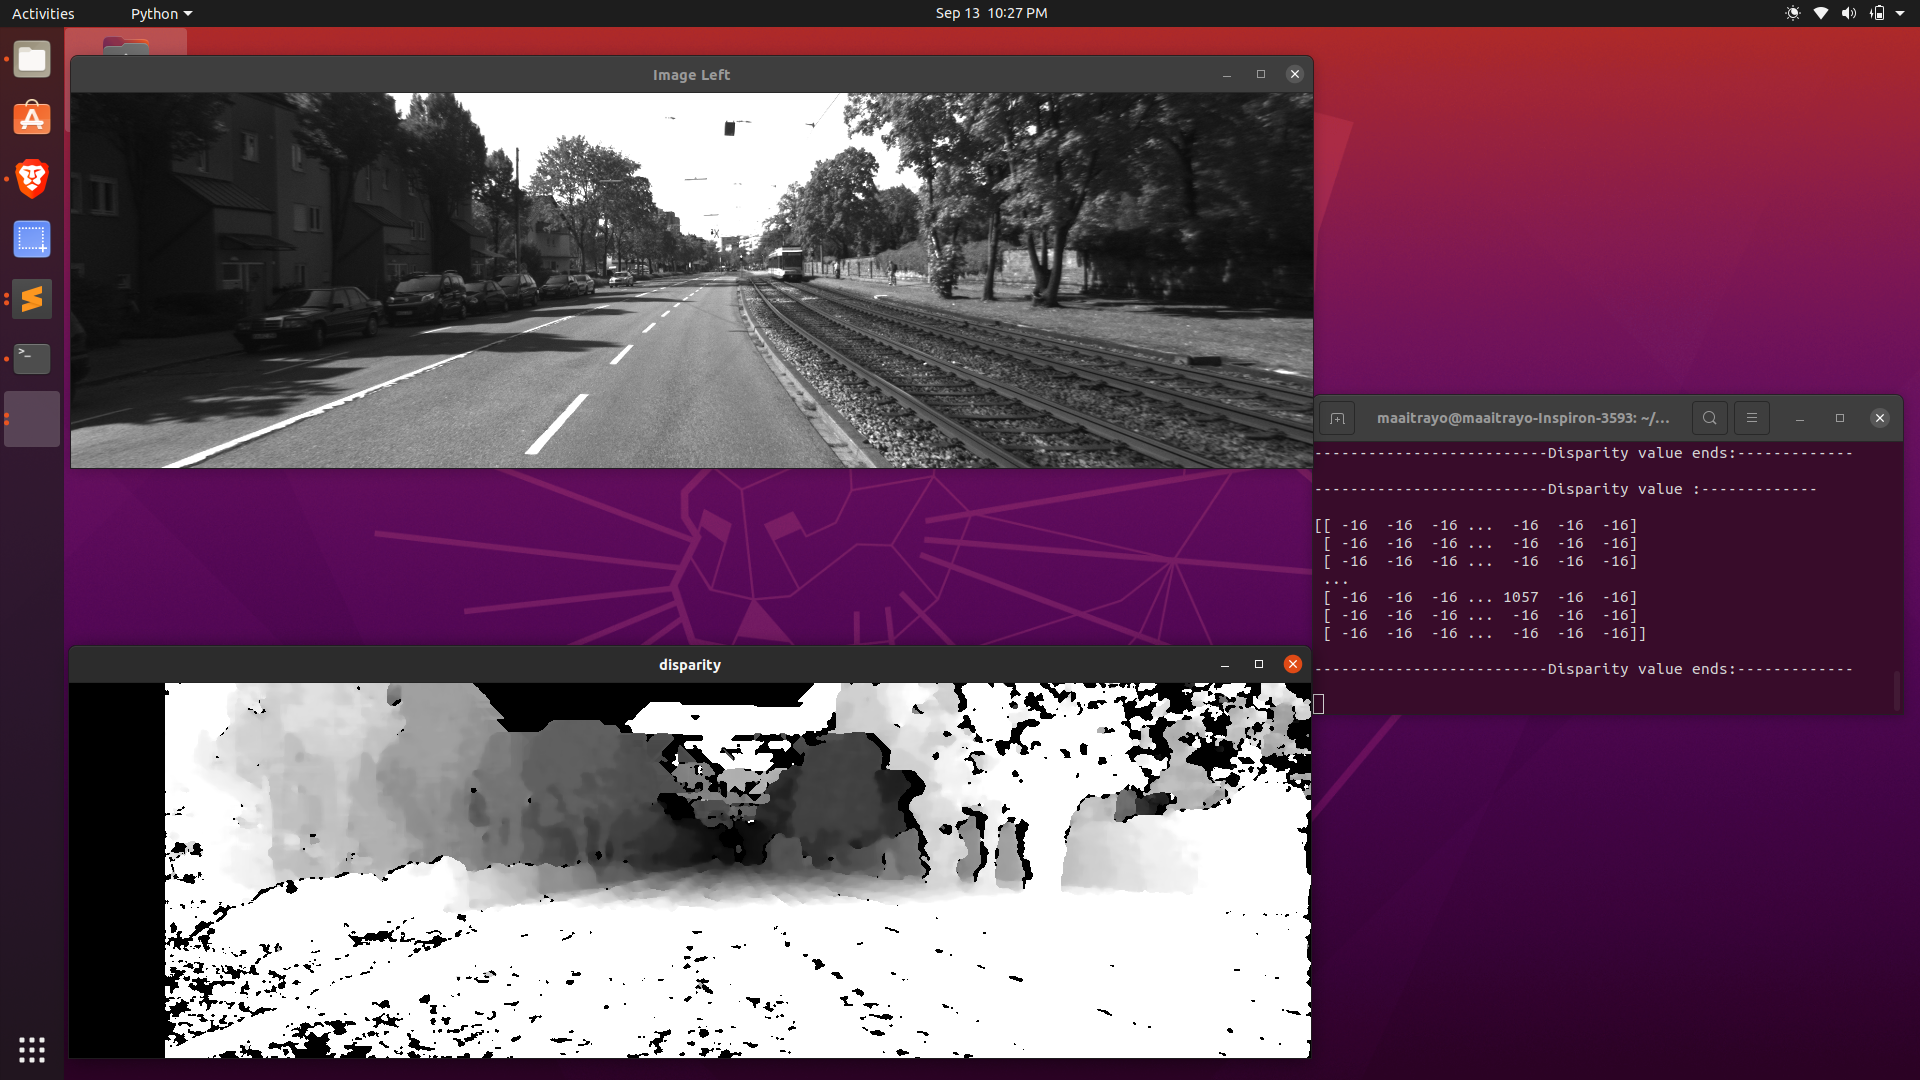 Activities
Python
Sep 13 10:27 PM
Image Left
maaitrayo@maaitrayo-Inspiron-3593: ~/...
--------------------------Disparity value ends:-------------
--------------------------Disparity value :-------------
[[ -16  -16  -16 ...  -16  -16  -16]
 [ -16  -16  -16 ...  -16  -16  -16]
 [ -16  -16  -16 ...  -16  -16  -16]
 ...
 [ -16  -16  -16 ... 1057  -16  -16]
 [ -16  -16  -16 ...  -16  -16  -16]
 [ -16  -16  -16 ...  -16  -16  -16]]
--------------------------Disparity value ends:-------------
disparity